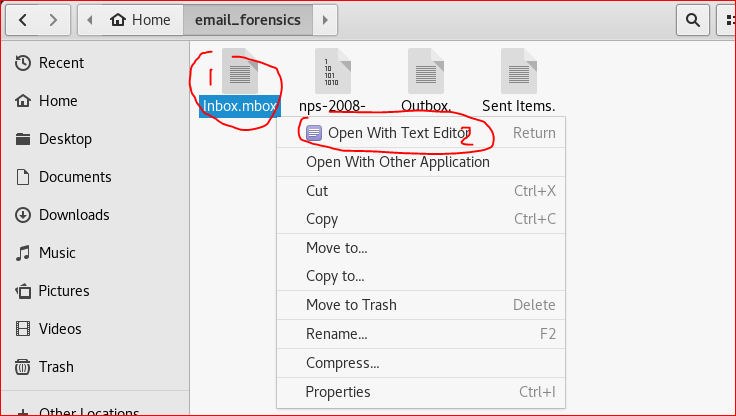 Home
email_forensics
Recent
Home
Desktop
Documents
Downloads
Music
Pictures
Videos
Trash
Other Locations
1
1
10
101
1010
Inbox.mbox
nps-2008-
Outbox.
Sent Items.
Open With Text Editor
2
Return
Open With Other Application
Cut
Ctrl+X
Copy
Ctrl+C
Move to...
Copy to...
Move to Trash
Delete
Rename...
F2
Compress...
Properties
Ctrl+I